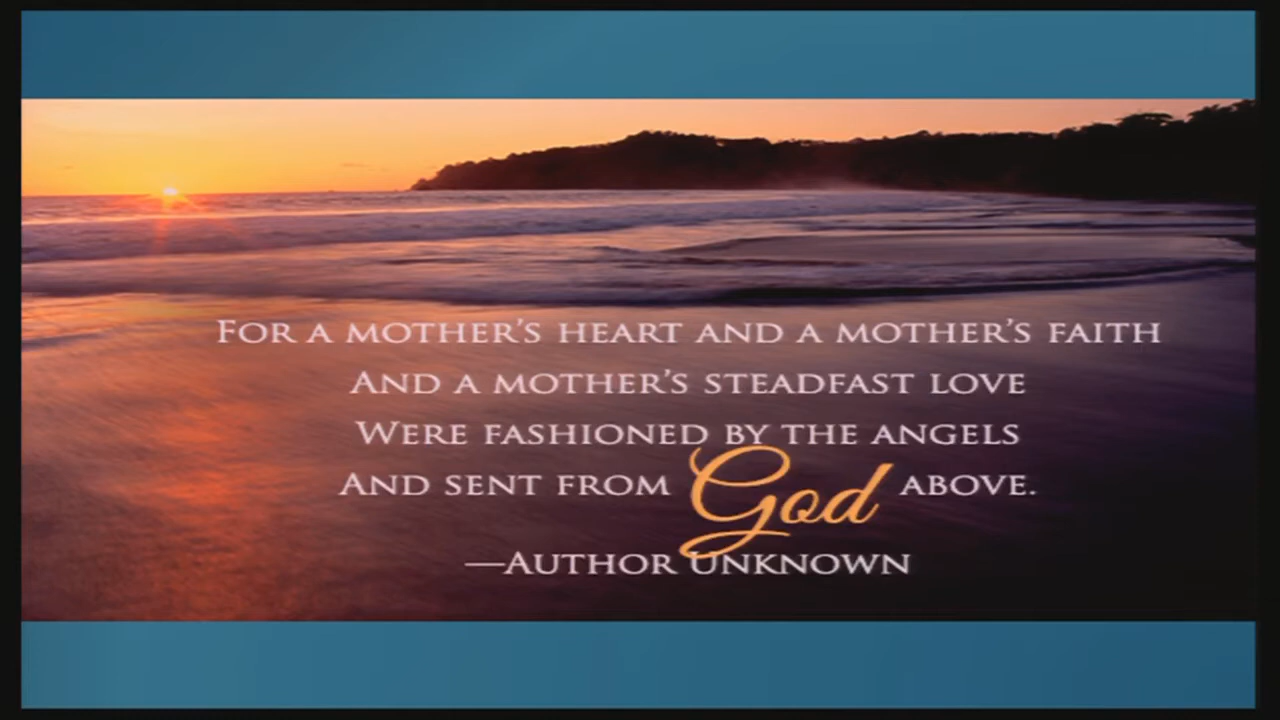 For a mother's heart and a mother's faith
And a mother's steadfast love
Were fashioned by the angels
And sent from God above.
—Author Unknown